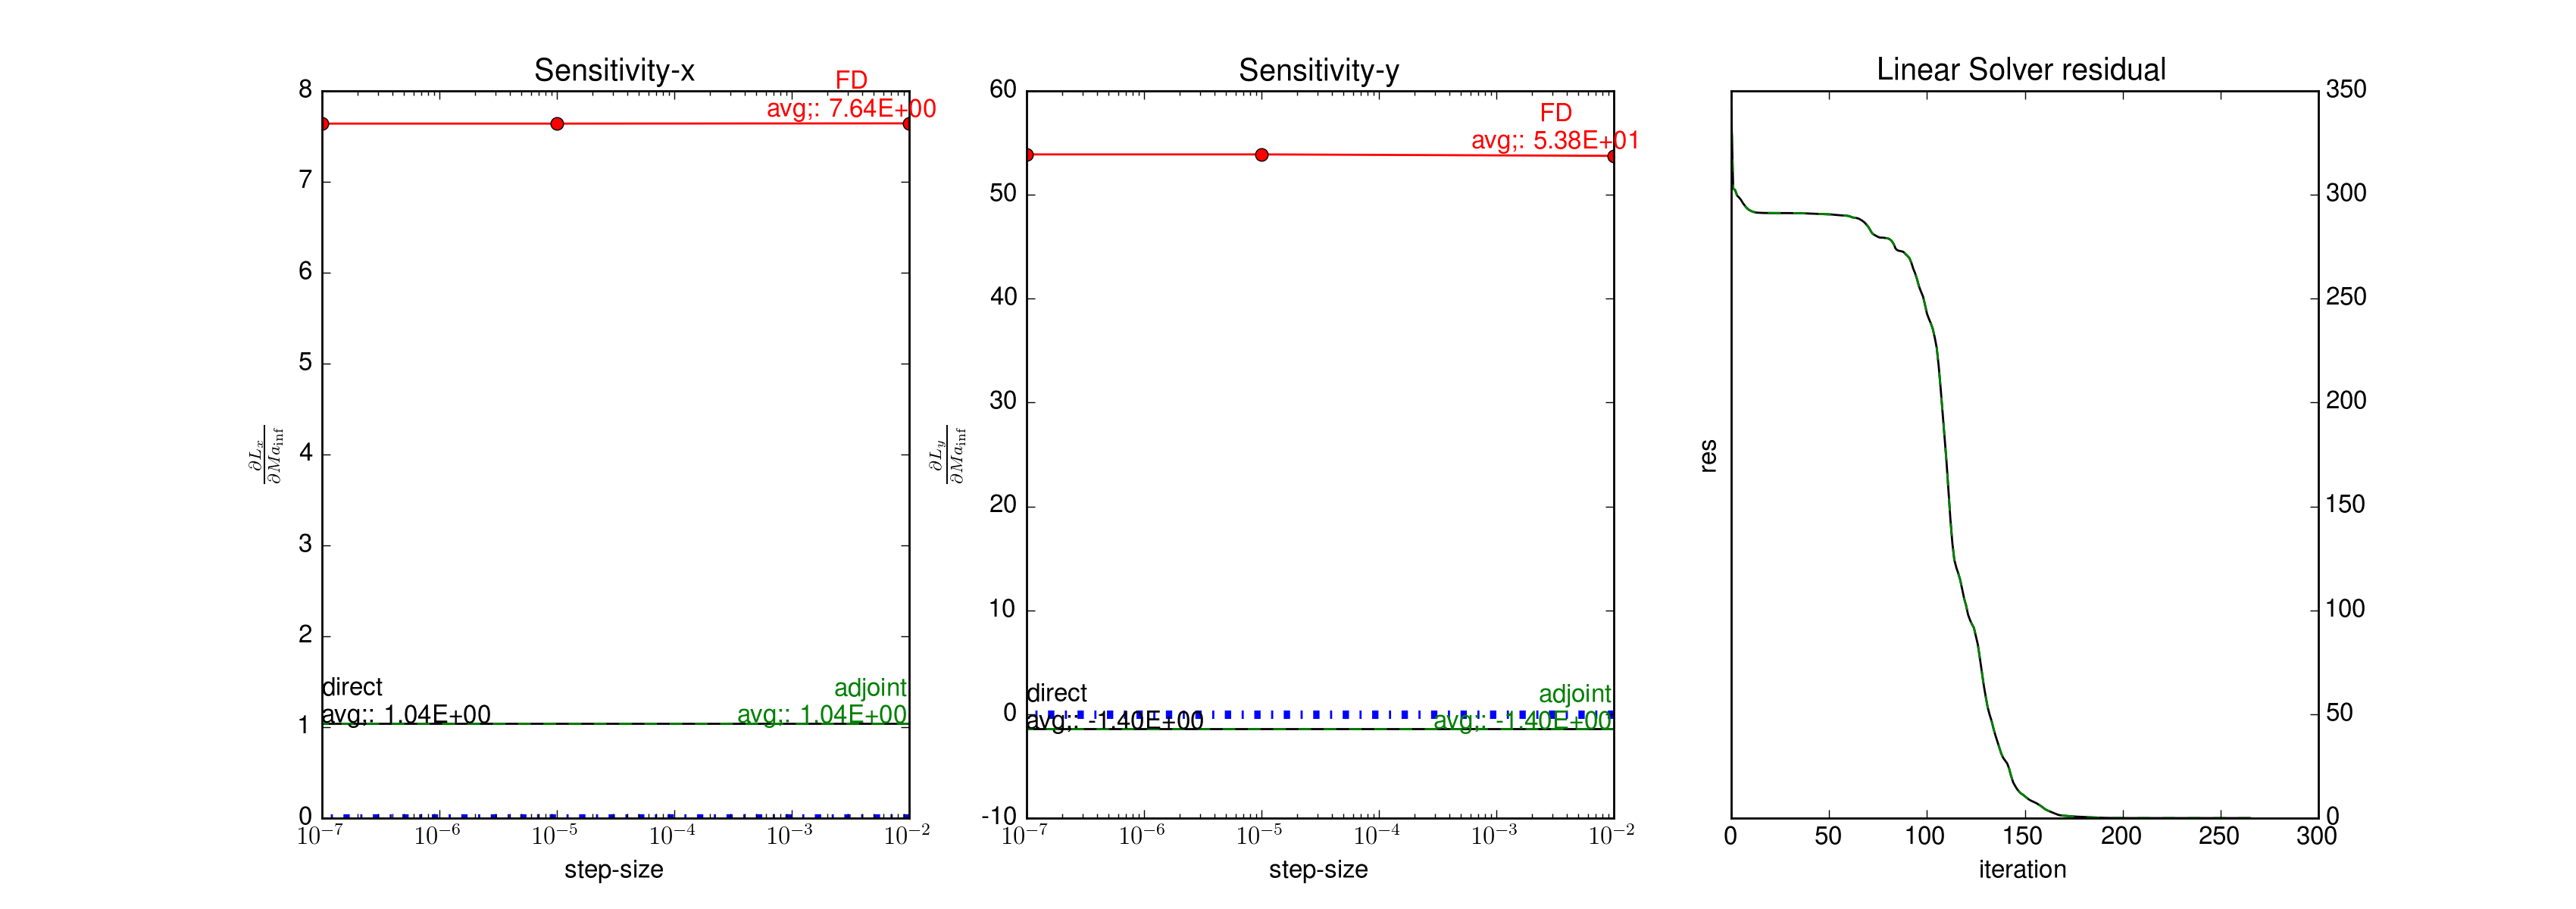 Sensitivity-x
FD
avg;: 7.64E+00
8
7
6
5
4
3
2
1
0
∂L_x
∂Ma_inf
direct
avg;: 1.04E+00
adjoint
avg;: 1.04E+00
10^−7 10^−6 10^−5 10^−4 10^−3 10^−2
step-size
Sensitivity-y
FD
avg;: 5.38E+01
60
50
40
30
20
10
0
-10
∂L_y
∂Ma_inf
direct
avg;: -1.40E+00
adjoint
avg;: -1.40E+00
10^−7 10^−6 10^−5 10^−4 10^−3 10^−2
step-size
Linear Solver residual
res
350
300
250
200
150
100
50
0
0 50 100 150 200 250 300
iteration